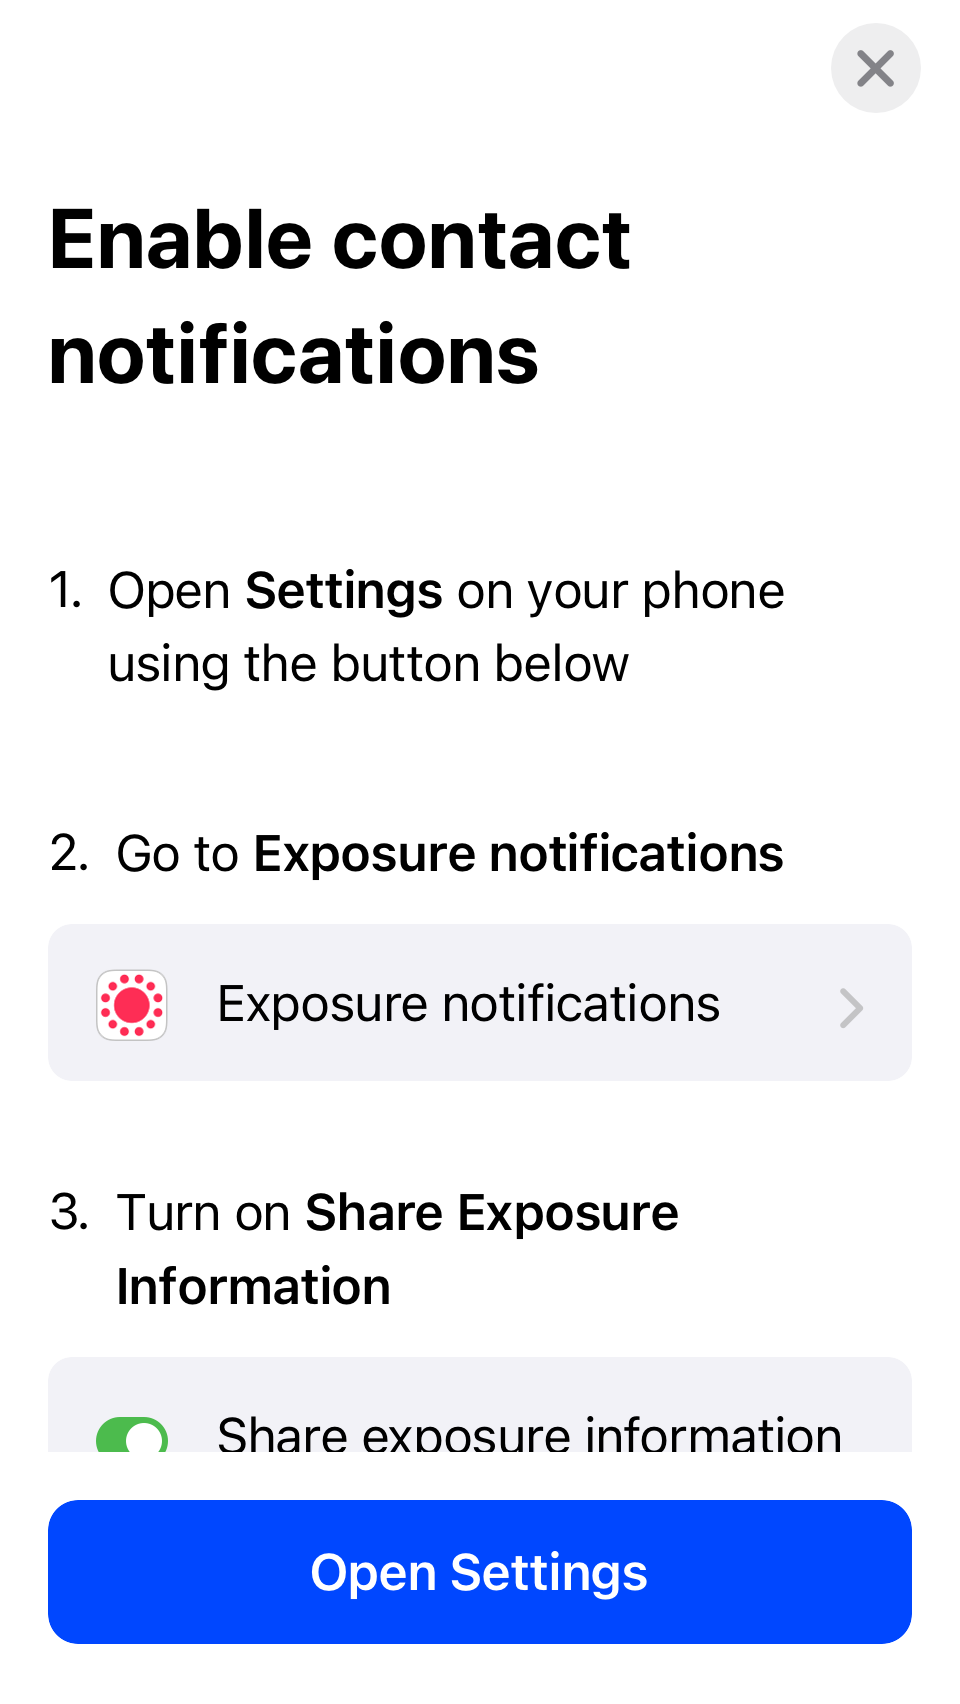 Enable contact
notifications
1. Open Settings on your phone
using the button below
2. Go to Exposure notifications
Exposure notifications
3. Turn on Share Exposure
Information
Share exposure information
Open Settings